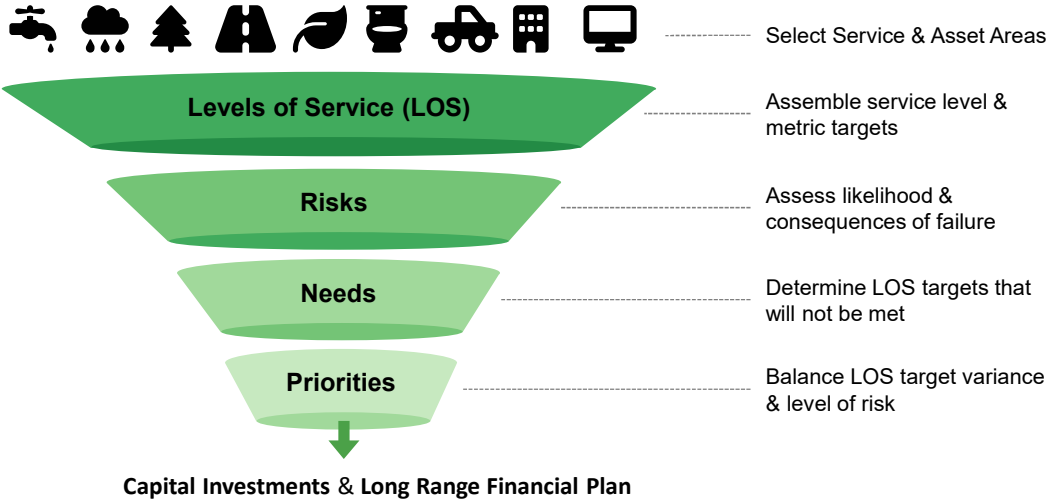 Select Service & Asset Areas
Levels of Service (LOS)
Assemble service level &
metric targets
Risks
Assess likelihood &
consequences of failure
Needs
Determine LOS targets that
will not be met
Priorities
Balance LOS target variance
& level of risk
Capital Investments & Long Range Financial Plan